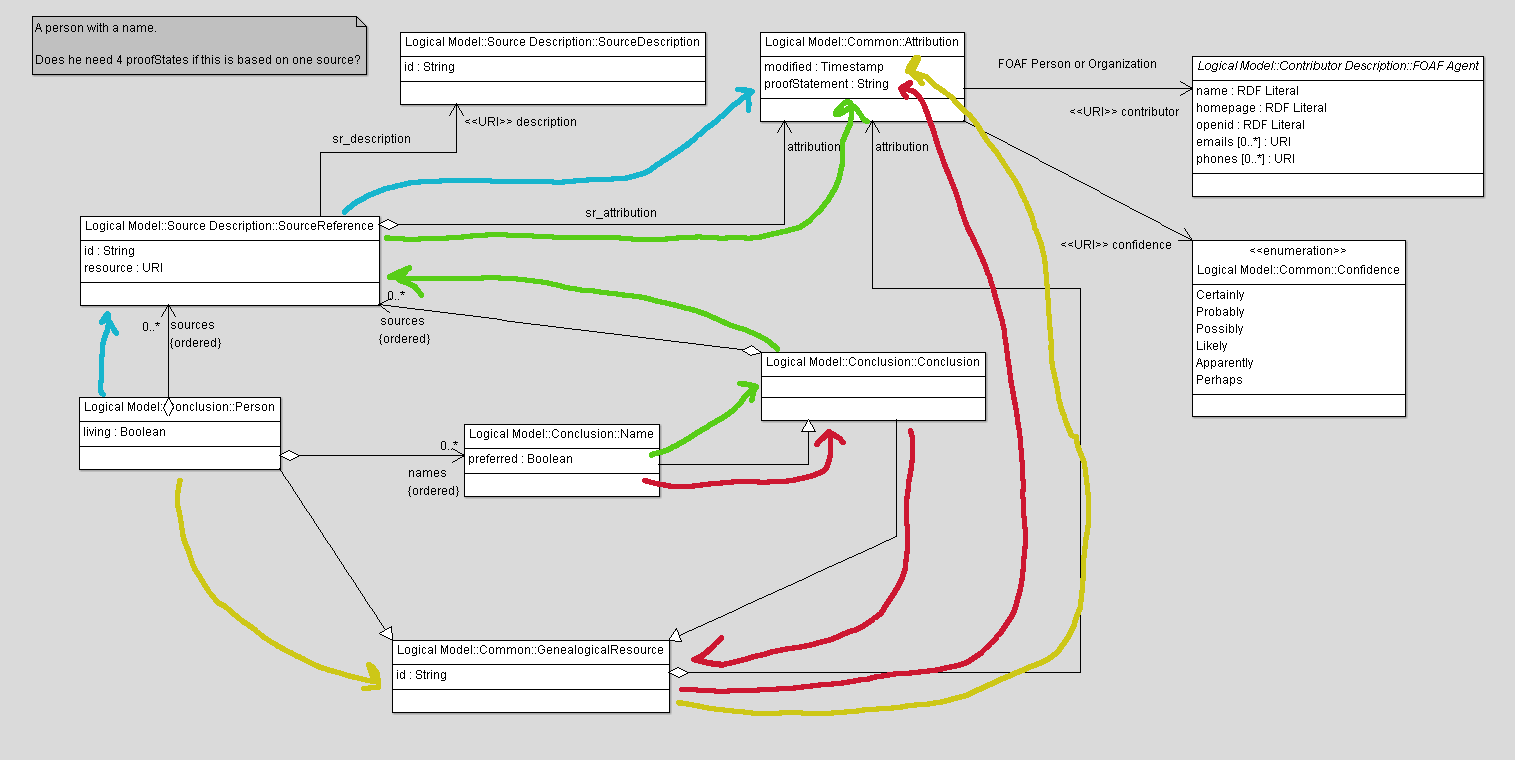 A person with a name.
Does he need 4 proofStates if this is based on one source?
Logical Model::Source Description::SourceDescription
id : String
Logical Model::Common::Attribution
modified : Timestamp
proofStatement : String
FOAF Person or Organization
<<URI>> contributor
Logical Model::Contributor Description::FOAF Agent
name : RDF Literal
homepage : RDF Literal
openid : RDF Literal
emails [0..*] : URI
phones [0..*] : URI
<<URI>> description
sr_description
attribution
attribution
sr_attribution
Logical Model::Source Description::SourceReference
id : String
resource : URI
<<URI>> confidence
<<enumeration>>
Logical Model::Common::Confidence
Certainly
Probably
Possibly
Likely
Apparently
Perhaps
0..*
sources
{ordered}
0..*
sources
{ordered}
Logical Model::Conclusion::Conclusion
Logical Model::Conclusion::Person
living : Boolean
0..*
names
{ordered}
Logical Model::Conclusion::Name
preferred : Boolean
Logical Model::Common::GenealogicalResource
id : String